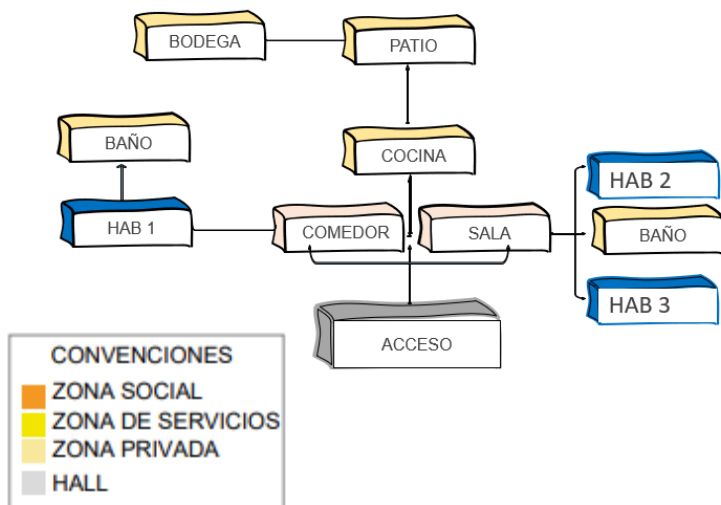 BODEGA
PATIO
BAÑO
COCINA
HAB 2
HAB 1
COMEDOR
SALA
BAÑO
HAB 3
ACCESO
CONVENCIONES
ZONA SOCIAL
ZONA DE SERVICIOS
ZONA PRIVADA
HALL